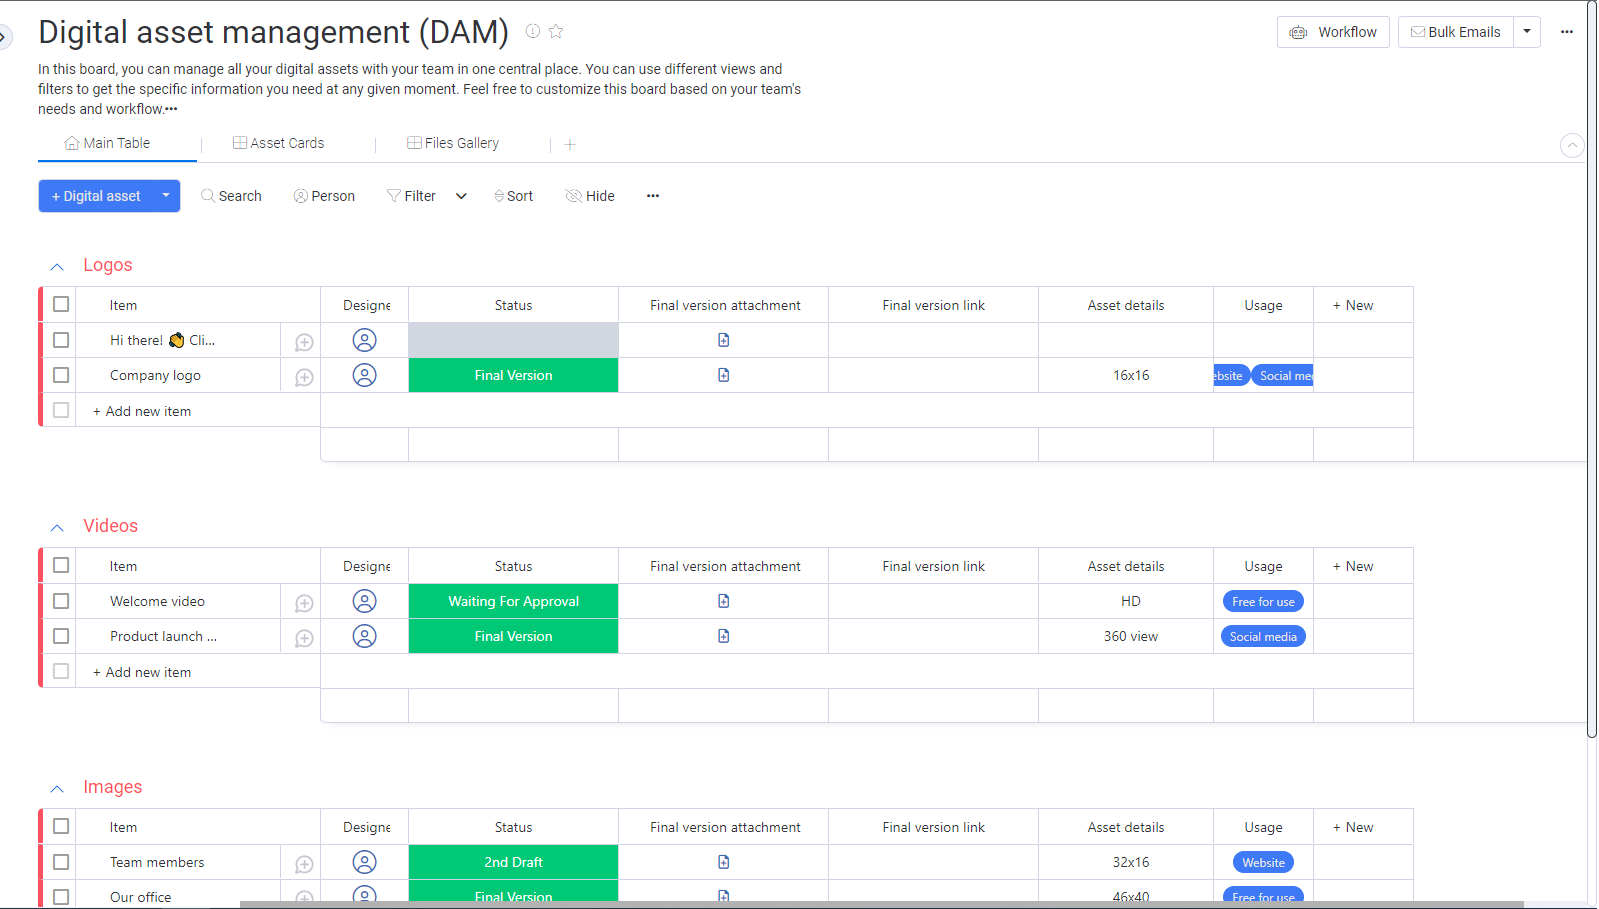 Digital asset management (DAM)
Workflow
Bulk Emails
In this board, you can manage all your digital assets with your team in one central place. You can use different views and
filters to get the specific information you need at any given moment. Feel free to customize this board based on your team's
needs and workflow.•••
Main Table
Asset Cards
Files Gallery
+ Digital asset
Search
Person
Filter
Sort
Hide
Logos
Item Designe Status Final version attachment Final version link Asset details Usage + New
Hi there! 👏 Cli...
Company logo Final Version 16x16 ebsite Social med
+ Add new item
Videos
Item Designe Status Final version attachment Final version link Asset details Usage + New
Welcome video Waiting For Approval HD Free for use
Product launch ... Final Version 360 view Social media
+ Add new item
Images
Item Designe Status Final version attachment Final version link Asset details Usage + New
Team members 2nd Draft 32x16 Website
Our office Final Version 46x40 Free for use